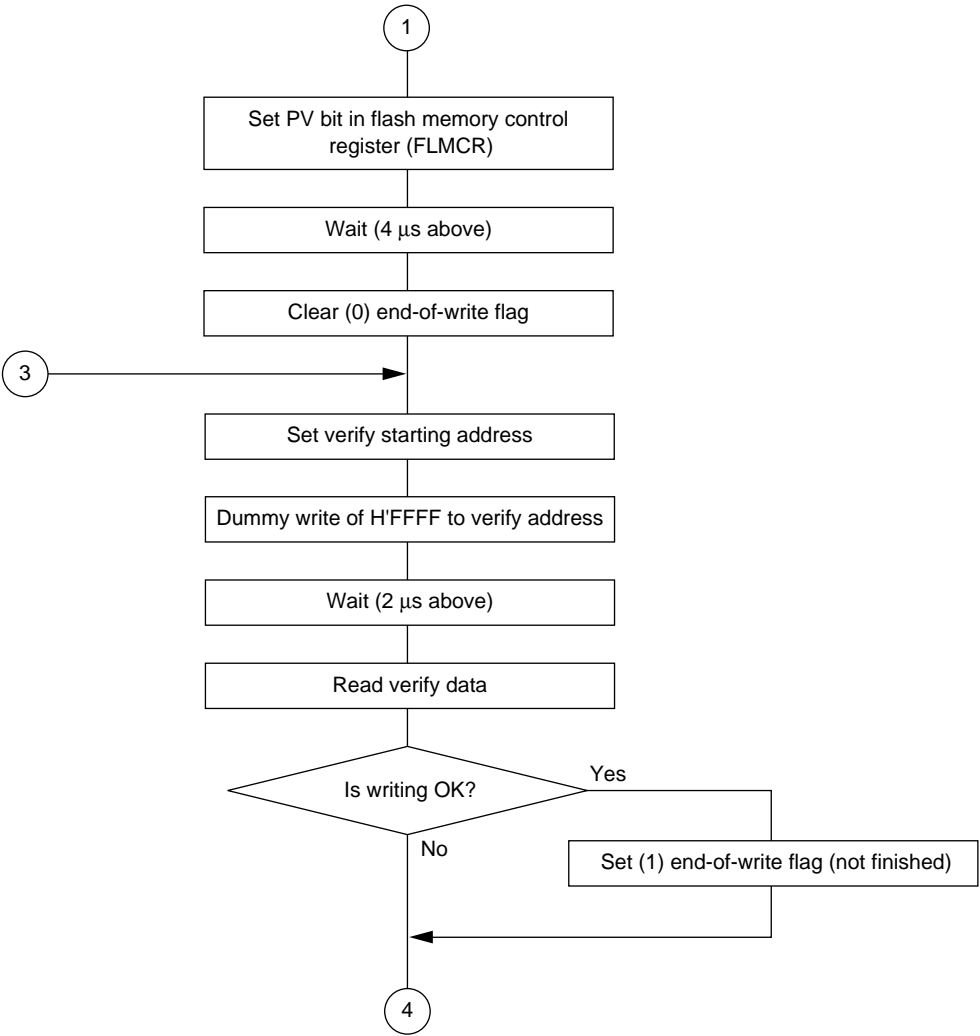 1
Set PV bit in flash memory control
register (FLMCR)
Wait (4 μs above)
Clear (0) end-of-write flag
3
Set verify starting address
Dummy write of H'FFFF to verify address
Wait (2 μs above)
Read verify data
Is writing OK?
Yes
No
Set (1) end-of-write flag (not finished)
4